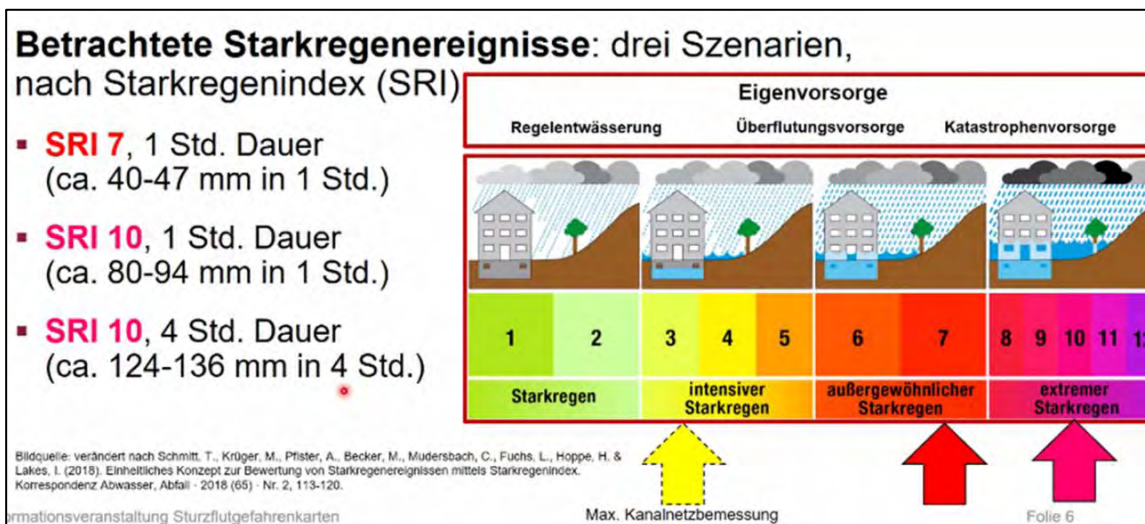 Betrachtete Starkregenereignisse: drei Szenarien,
nach Starkregenindex (SRI)
SRI 7, 1 Std. Dauer
(ca. 40-47 mm in 1 Std.)
SRI 10, 1 Std. Dauer
(ca. 80-94 mm in 1 Std.)
SRI 10, 4 Std. Dauer
(ca. 124-136 mm in 4 Std.)
Eigenvorsorge
Regelentwässerung Überflutungsvorsorge Katastrophenvorsorge
1 2 3 4 5 6 7 8 9 10 11 12
Starkregen
intensiver
Starkregen
außergewöhnlicher
Starkregen
extremer
Starkregen
Max. Kanalnetzbemessung
Bildquelle: verändert nach Schmitt, T., Krüger, M., Pfister, A., Becker, M., Mudersbach, C., Fuchs, L., Hoppe, H. &
Lakes, I. (2018). Einheitliches Konzept zur Bewertung von Starkregenereignissen mittels Starkregenindex.
Korrespondenz Abwasser, Abfall · 2018 (65) · Nr. 2, 113-120.
ormationsveranstaltung Sturzflutgefahrenkarten
Folie 6